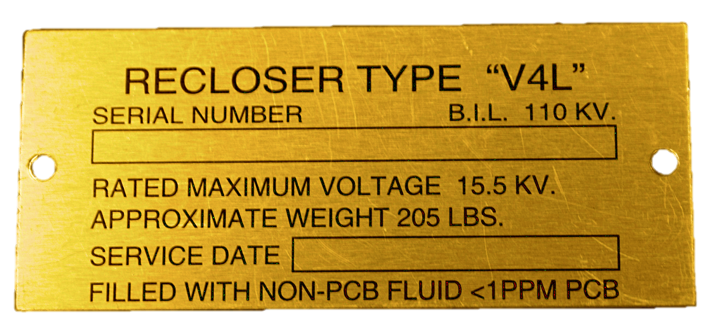 RECLOSER TYPE "V4L"
SERIAL NUMBER B.I.L. 110 KV.
RATED MAXIMUM VOLTAGE 15.5 KV.
APPROXIMATE WEIGHT 205 LBS.
SERVICE DATE
FILLED WITH NON-PCB FLUID <1PPM PCB